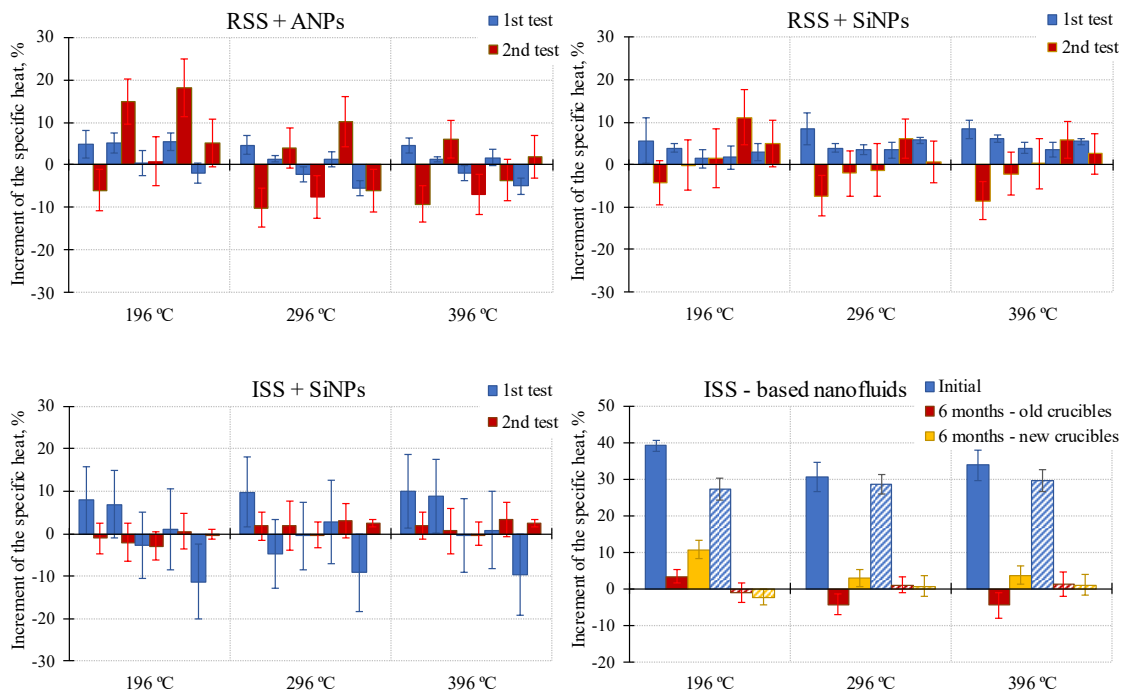 RSS + ANPs
1st test
2nd test
Increment of the specific heat, %
30
20
10
0
-10
-20
-30
196 ºC
296 ºC
396 ºC
RSS + SiNPs
1st test
2nd test
Increment of the specific heat, %
30
20
10
0
-10
-20
-30
196 ºC
296 ºC
396 ºC
ISS + SiNPs
1st test
2nd test
Increment of the specific heat, %
30
20
10
0
-10
-20
-30
196 ºC
296 ºC
396 ºC
ISS - based nanofluids
Initial
6 months - old crucibles
6 months - new crucibles
Increment of the specific heat, %
50
40
30
20
10
0
-10
-20
196 ºC
296 ºC
396 ºC